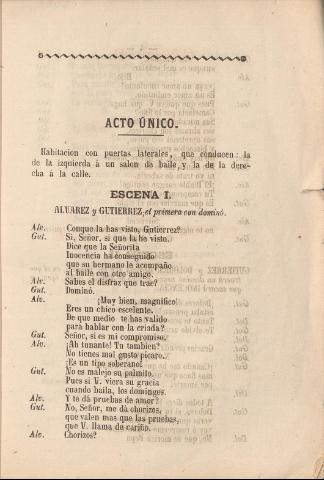 ACTO ÚNICO.
Habitacion con puertas laterales, que conducen: la
de la izquierda á un salon de baile, y la de la dere-
cha á la calle.
ESCENA I.
ALVAREZ y GUTIERREZ, el primero con dominó.
Alv. Conque la has visto, Gutierrez?
Gut. Si, Señor, si que la he visto.
Dice que la Señorita
Inocencia ha conseguido
que su hermano le acompaño
al baile con otro amigo.
Alv. Sabes el disfraz que trae?
Gut. Dominó.
Alv. ¡Muy bien, magnífico!
Eres un chico escelente.
De que medio te has valido
para hablar con la criada?
Gut. Señor, si es mi compromiso.
Alv. ¡Ah tunante! Tu tambien?
No tienes mal gusto pícaro.
¡Es un tipo soberano!
Gut. No es malejo su palmito.
Pues si V. viera su gracia
cuando baila, los domingos.
Alv. Y te dá pruebas de amor?
Gut. No, Señor, me dá chorizos,
que valen mas que las pruebas,
que V. llama de cariño.
Alv. Chorizos?